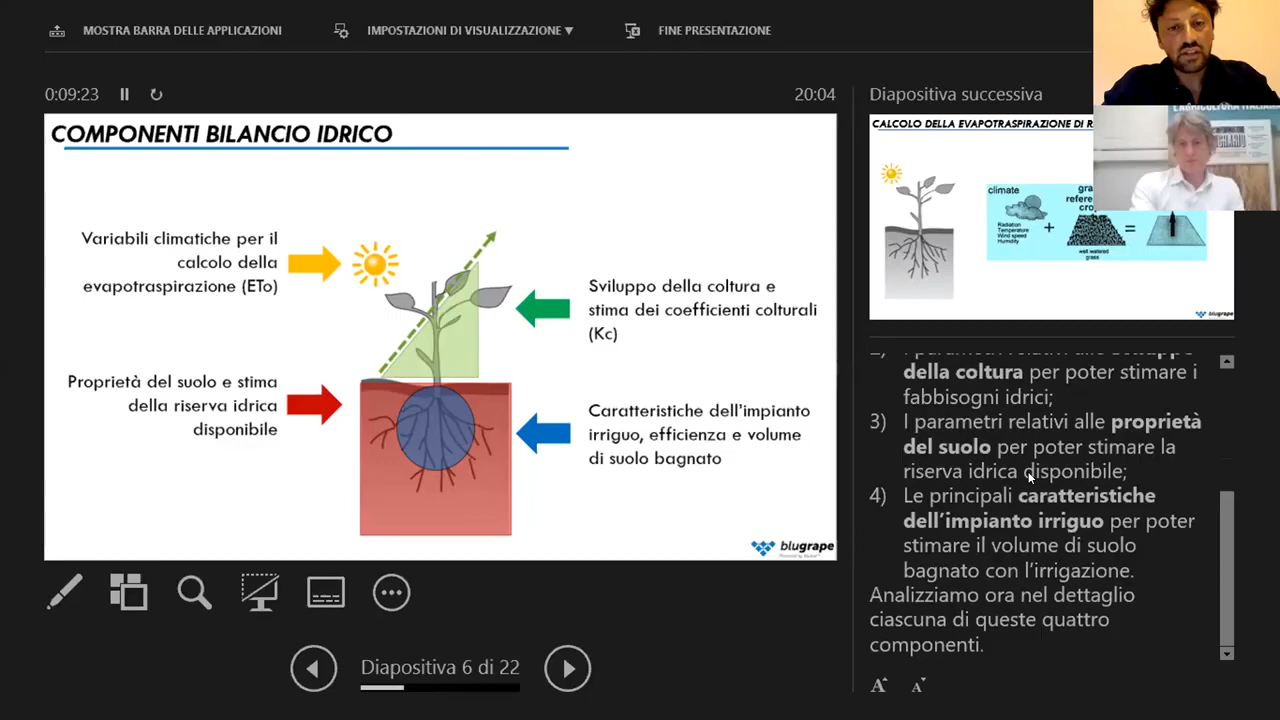 MOSTRA BARRA DELLE APPLICAZIONI
IMPOSTAZIONI DI VISUALIZZAZIONE ▼
FINE PRESENTAZIONE
0:09:23
20:04
COMPONENTI BILANCIO IDRICO
Variabili climatiche per il
calcolo della
evapotraspirazione (ETo)
Sviluppo della coltura e
stima dei coefficienti colturali
(Kc)
Proprietà del suolo e stima
della riserva idrica
disponibile
Caratteristiche dell'impianto
irriguo, efficienza e volume
di suolo bagnato
blugrape
Diapositiva 6 di 22
Diapositiva successiva
CALCOLO DELLA EVAPOTRASPIRAZIONE DI
climate
Radiation
Temperature
Wind speed
Humidity
+
=
well watered
grass
blugrape
della coltura per poter stimare i
fabbisogni idrici;
3) I parametri relativi alle proprietà
del suolo per poter stimare la
riserva idrica disponibile;
4) Le principali caratteristiche
dell'impianto irriguo per poter
stimare il volume di suolo
bagnato con l'irrigazione.
Analizziamo ora nel dettaglio
ciascuna di queste quattro
componenti.
A A